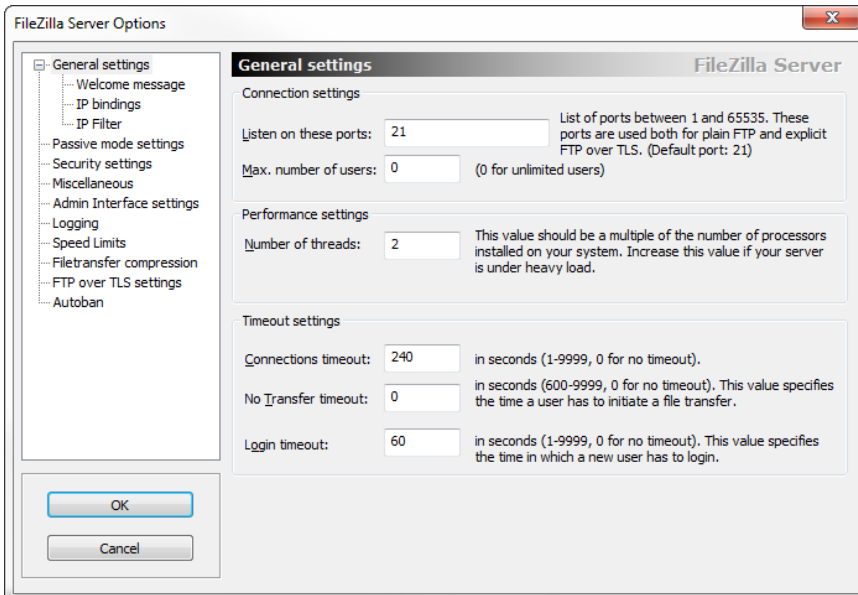 FileZilla Server Options
General settings
Welcome message
IP bindings
IP Filter
Passive mode settings
Security settings
Miscellaneous
Admin Interface settings
Logging
Speed Limits
Filetransfer compression
FTP over TLS settings
Autoban
OK
Cancel
General settings
FileZilla Server
Connection settings
Listen on these ports:
21
List of ports between 1 and 65535. These
ports are used both for plain FTP and explicit
FTP over TLS. (Default port: 21)
Max. number of users:
0
(0 for unlimited users)
Performance settings
Number of threads:
2
This value should be a multiple of the number of processors
installed on your system. Increase this value if your server
is under heavy load.
Timeout settings
Connections timeout:
240
in seconds (1-9999, 0 for no timeout).
No Transfer timeout:
0
in seconds (600-9999, 0 for no timeout). This value specifies
the time a user has to initiate a file transfer.
Login timeout:
60
in seconds (1-9999, 0 for no timeout). This value specifies
the time in which a new user has to login.